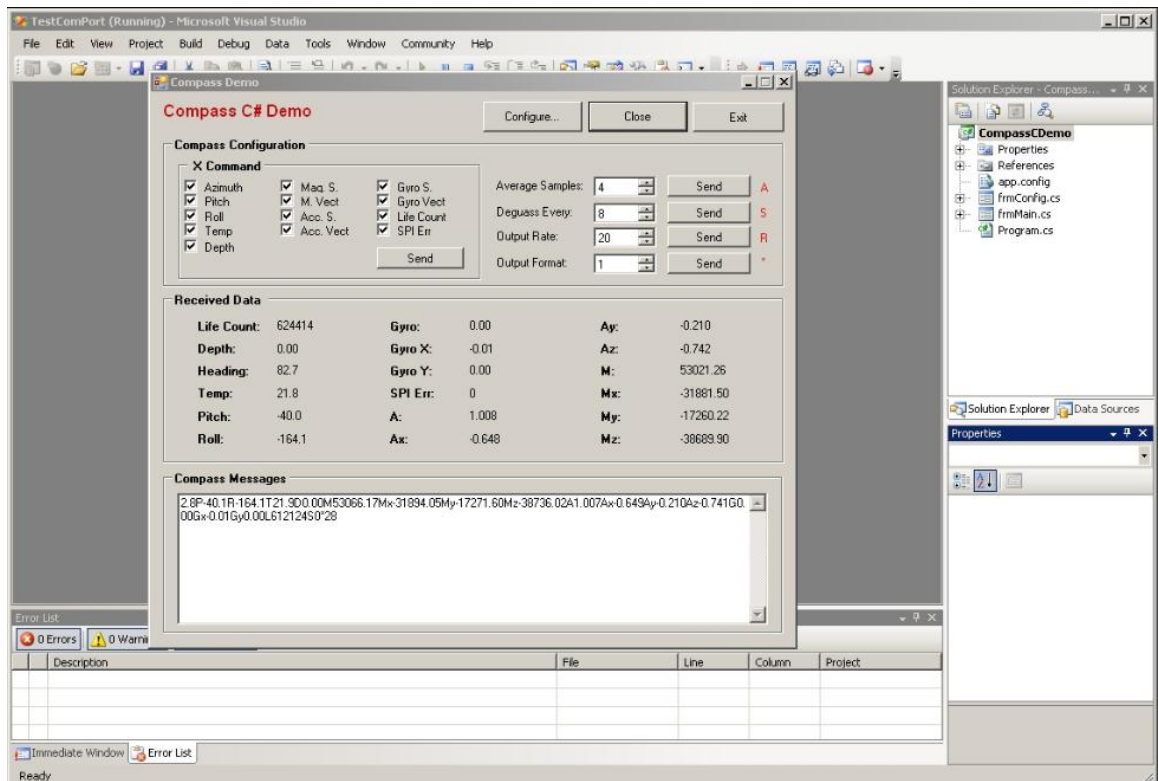 TestComPort (Running) - Microsoft Visual Studio
File Edit View Project Build Debug Data Tools Window Community Help
Compass Demo
Compass C# Demo
Configure... Close Exit
Compass Configuration
X Command
Azimuth Mag. S. Gyro S.
Pitch M. Vect Gyro Vect
Roll Acc. S. Life Count
Temp Acc. Vect SPI Err
Depth
Send
Average Samples: 4 Send A
Deguass Every: 8 Send S
Output Rate: 20 Send R
Output Format: 1 Send *
Received Data
Life Count: 624414 Gyro: 0.00 Ay: -0.210
Depth: 0.00 Gyro X: -0.01 Az: -0.742
Heading: 82.7 Gyro Y: 0.00 M: 53021.26
Temp: 21.8 SPI Err: 0 Mx: -31881.50
Pitch: -40.0 A: 1.008 My: -17260.22
Roll: -164.1 Ax: -0.648 Mz: -38689.90
Compass Messages
2.8P-40.1R-164.1T21.9D0.00M53066.17Mx-31894.05My-17271.60Mz-38736.02A1.007Ax-0.649Ay-0.210Az-0.741G0.
00Gx-0.01Gy0.00L612124S0*28
Solution Explorer - Compass...
CompassCDemo
Properties
References
app.config
frmConfig.cs
frmMain.cs
Program.cs
Solution Explorer Data Sources
Properties
Error List
0 Errors 0 Warni
Description File Line Column Project
Immediate Window Error List
Ready